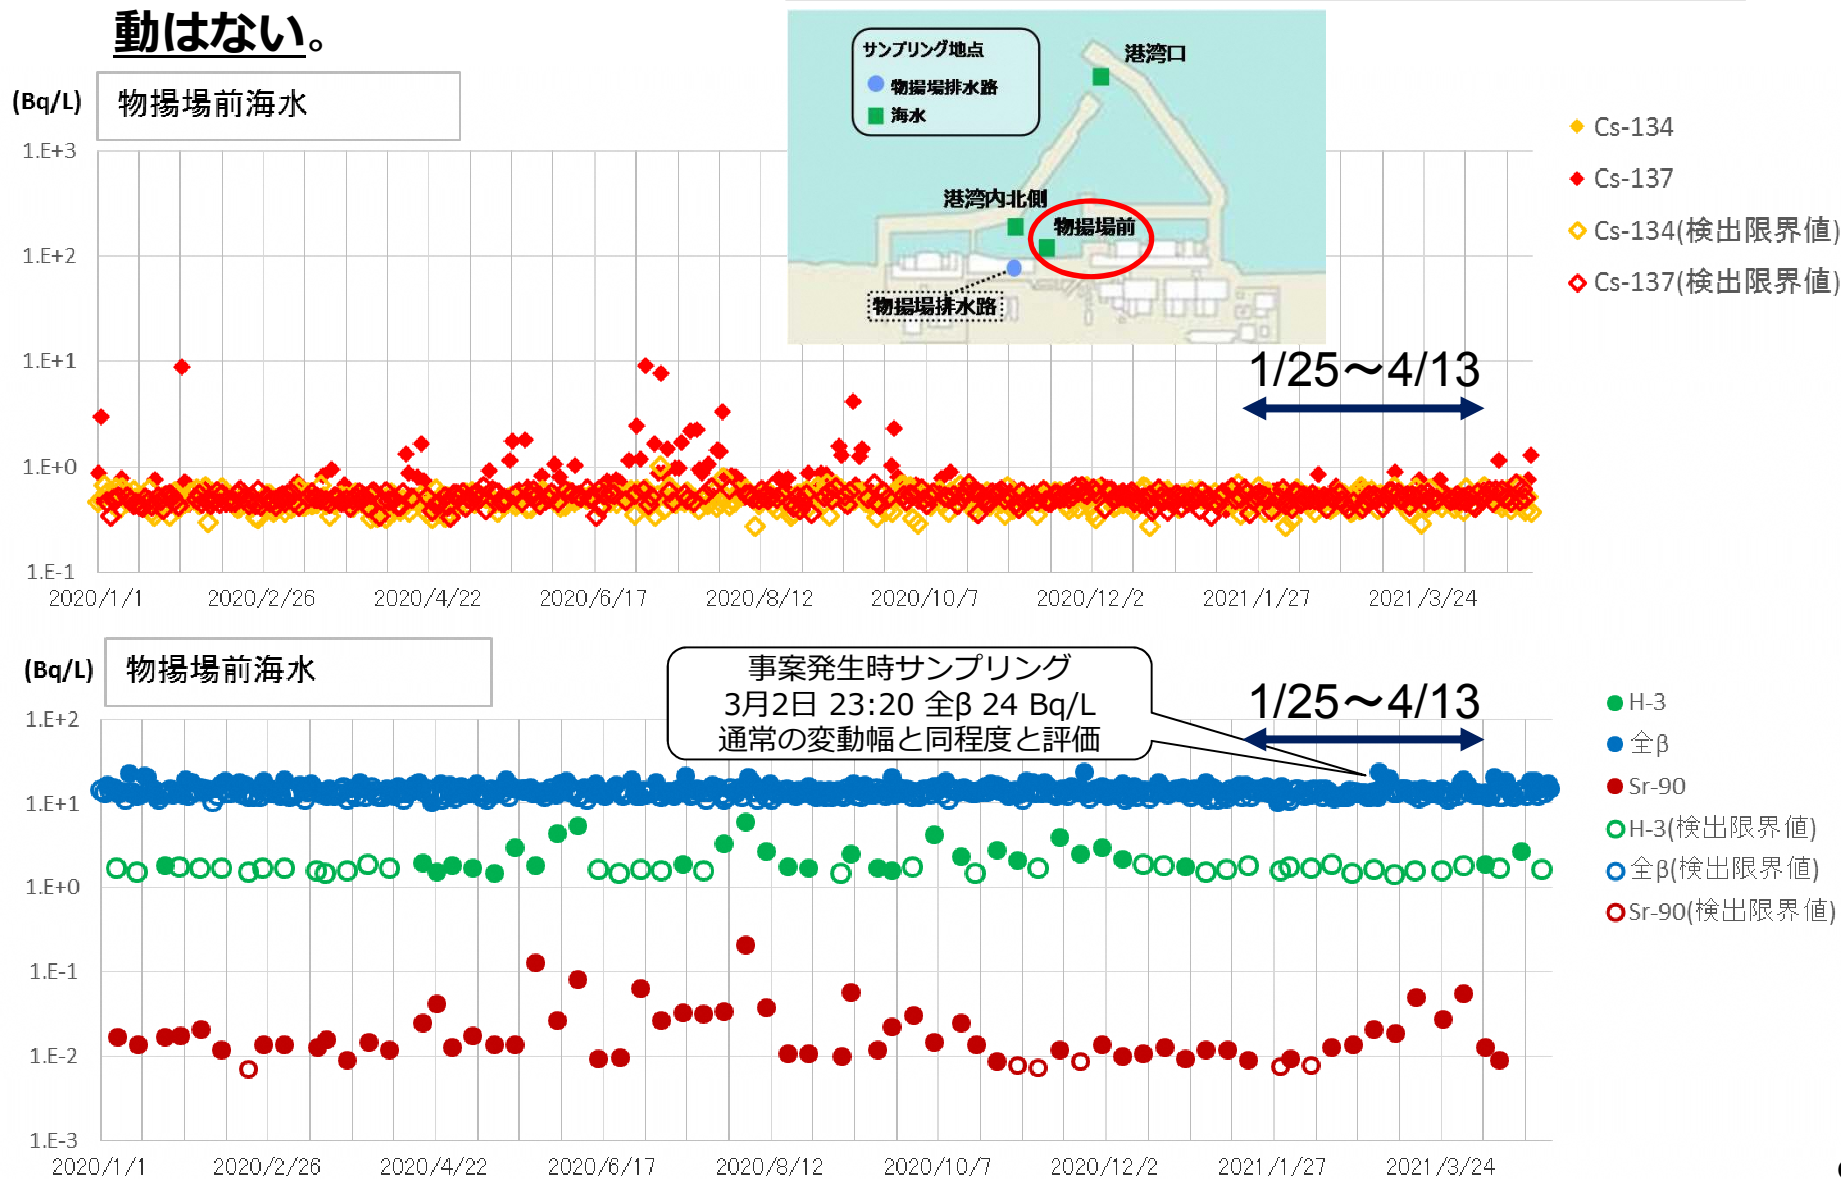 動はない。
(Bq/L)
物揚場前海水
サンプリング地点
物揚場排水路
海水
港湾口
港湾内北側
物揚場前
物揚場排水路
Cs-134
Cs-137
Cs-134(検出限界値)
Cs-137(検出限界値)
1.E+3
1.E+2
1.E+1
1.E+0
1.E-1
1/25～4/13
2020/1/1
2020/2/26
2020/4/22
2020/6/17
2020/8/12
2020/10/7
2020/12/2
2021/1/27
2021/3/24
(Bq/L)
物揚場前海水
事案発生時サンプリング
3月2日 23:20 全β 24 Bq/L
通常の変動幅と同程度と評価
1/25～4/13
H-3
全β
Sr-90
H-3(検出限界値)
全β(検出限界値)
Sr-90(検出限界値)
1.E+2
1.E+1
1.E+0
1.E-1
1.E-2
1.E-3
2020/1/1
2020/2/26
2020/4/22
2020/6/17
2020/8/12
2020/10/7
2020/12/2
2021/1/27
2021/3/24